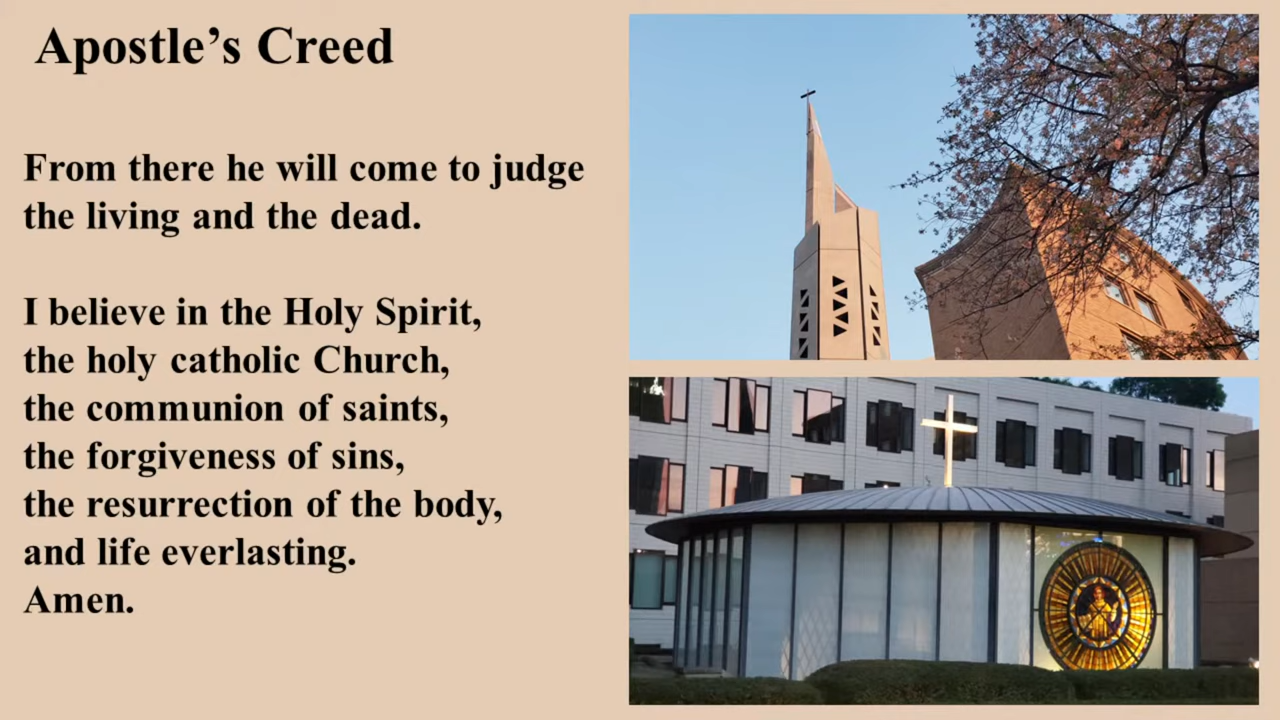 Apostle’s Creed
From there he will come to judge
the living and the dead.
I believe in the Holy Spirit,
the holy catholic Church,
the communion of saints,
the forgiveness of sins,
the resurrection of the body,
and life everlasting.
Amen.